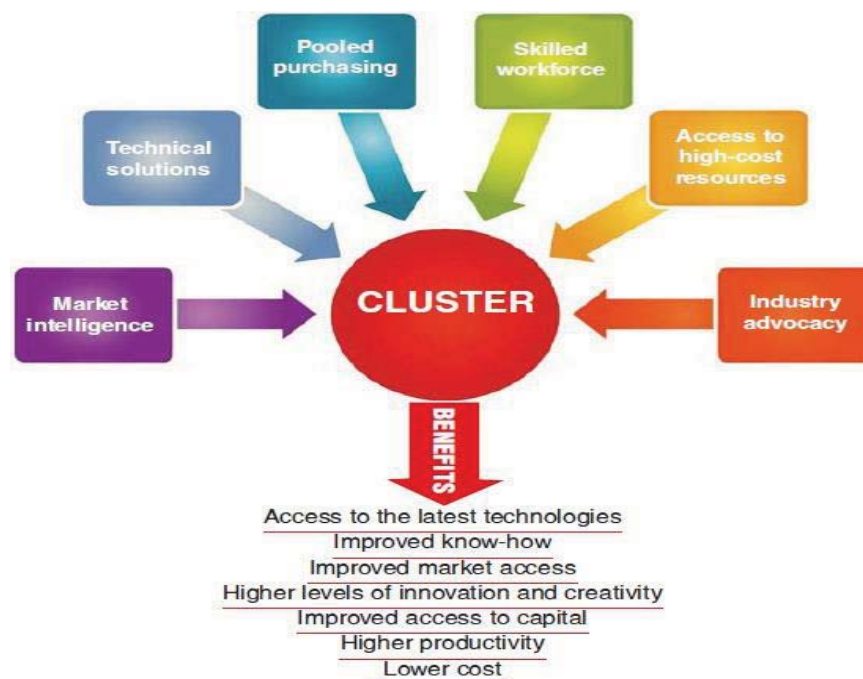 Pooled
purchasing
Skilled
workforce
Technical
solutions
Access to
high-cost
resources
Market
intelligence
CLUSTER
Industry
advocacy
BENEFITS
Access to the latest technologies
Improved know-how
Improved market access
Higher levels of innovation and creativity
Improved access to capital
Higher productivity
Lower cost